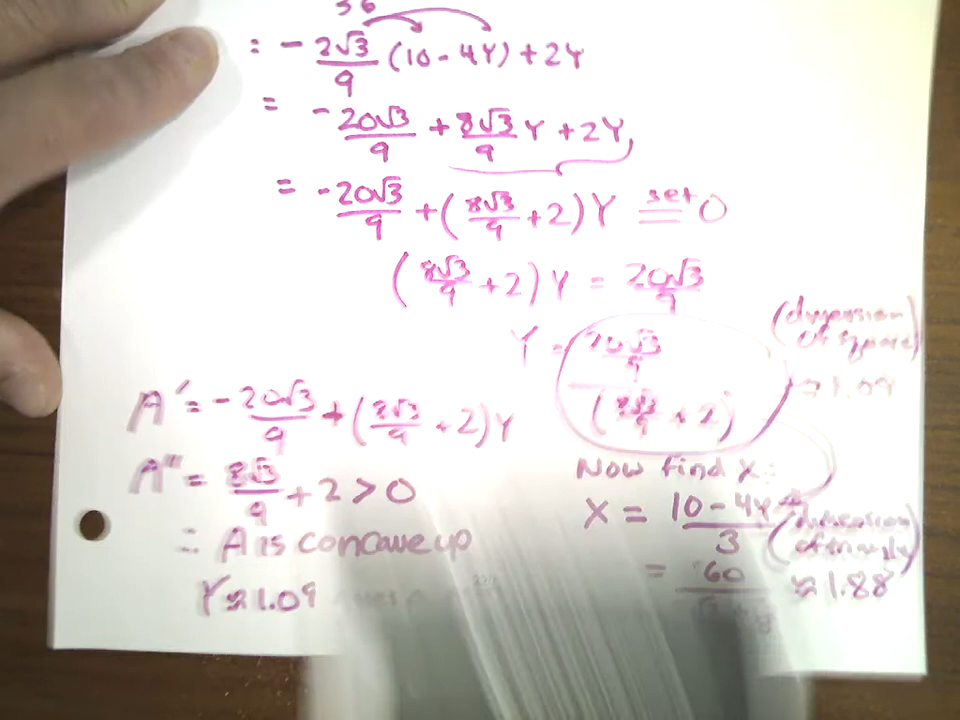 36
= - 2√3/9 (10 - 4Y) + 2Y
= -20√3/9 + 8√3/9 Y + 2Y
= -20√3/9 + (8√3/9 + 2)Y set = 0
(8√3/9 + 2)Y = 20√3/9
Y = (20√3/9) / (8√3/9 + 2) ≈ 1.09 (dimension of square)
A' = -20√3/9 + (8√3/9 + 2)Y
A'' = 8√3/9 + 2 > 0
∴ A is concave up
Y ≈ 1.09
Now find X:
X = (10 - 4Y)/3 (dimension
= 60 ≈ 1.88